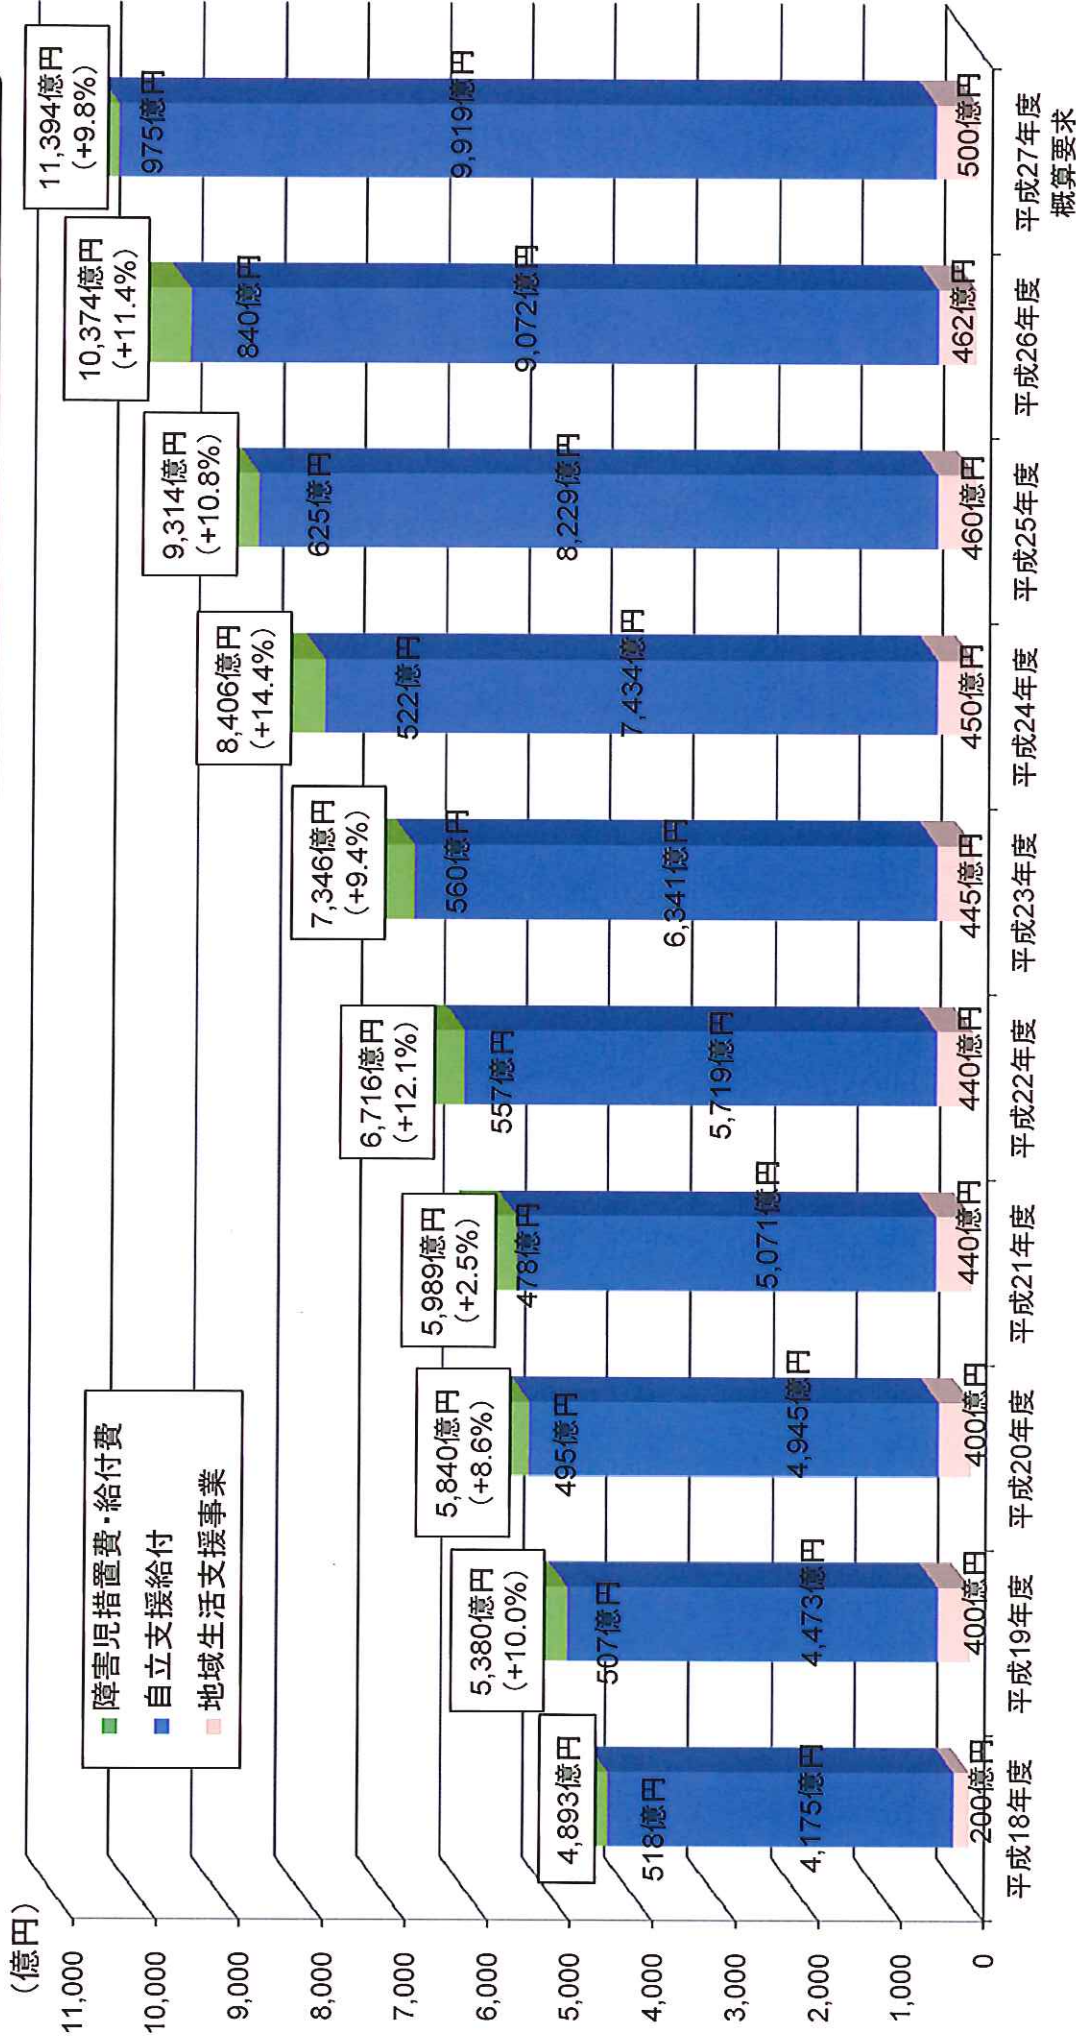 (億円)
11,000
10,000
9,000
8,000
7,000
6,000
5,000
4,000
3,000
2,000
1,000
0
障害児措置費・給付費
自立支援給付
地域生活支援事業
4,893億円
518億円
4,175億円
200億円
平成18年度
5,380億円
(+10.0%)
507億円
4,473億円
400億円
平成19年度
5,840億円
(+8.6%)
495億円
4,945億円
400億円
平成20年度
5,989億円
(+2.5%)
478億円
5,071億円
440億円
平成21年度
6,716億円
(+12.1%)
557億円
5,719億円
440億円
平成22年度
7,346億円
(+9.4%)
560億円
6,341億円
445億円
平成23年度
8,406億円
(+14.4%)
522億円
7,434億円
450億円
平成24年度
9,314億円
(+10.8%)
625億円
8,229億円
460億円
平成25年度
10,374億円
(+11.4%)
840億円
9,072億円
462億円
平成26年度
11,394億円
(+9.8%)
975億円
9,919億円
500億円
平成27年度
概算要求